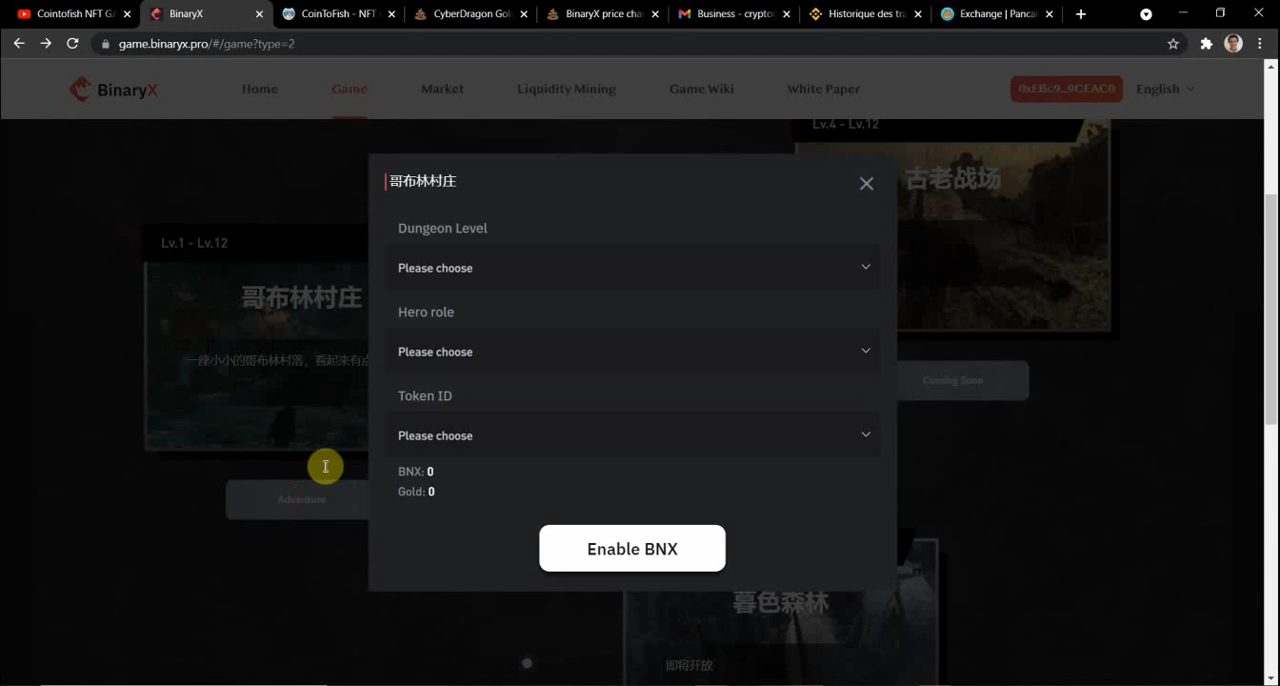 Cointofish NFT G
BinaryX
CoinToFish - NFT
CyberDragon Gol
BinaryX price cha
Business - crypto
Historique des tra
Exchange | Panca
game.binaryx.pro/#/game?type=2
BinaryX
Home
Game
Market
Liquidity Mining
Game Wiki
White Paper
0xEBc9...9CEAC0
English
Lv.4 - Lv.12
古老战场
哥布林村庄
Dungeon Level
Lv.1 - Lv.12
Please choose
哥布林村庄
Hero role
Please choose
一座小小的哥布林村落，看起来有点
Coming Soon
Token ID
Please choose
BNX: 0
Gold: 0
Adventure
Enable BNX
暮色森林
即将开放